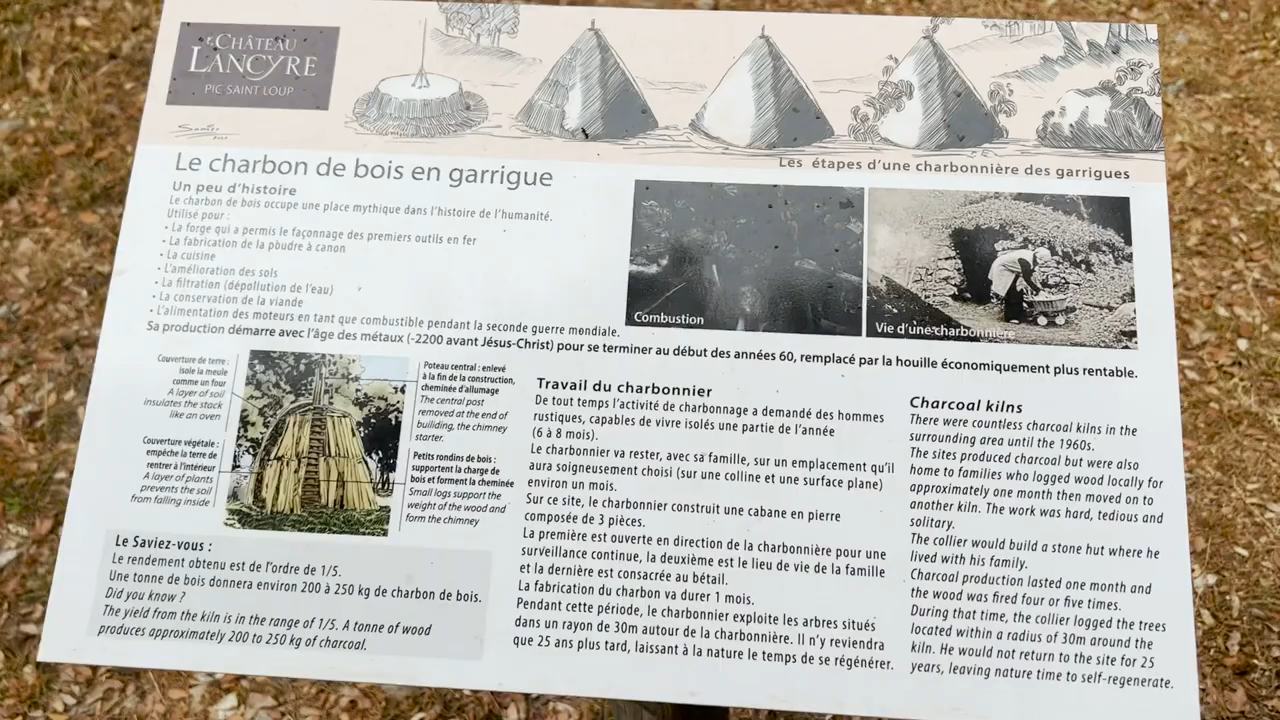 CHÂTEAU
LANCYRE
PIC SAINT LOUP
Les étapes d'une charbonnière des garrigues
Le charbon de bois en garrigue
Un peu d'histoire
Le charbon de bois occupe une place mythique dans l'histoire de l'humanité.
Utilisé pour :
• La forge qui a permis le façonnage des premiers outils en fer
• La fabrication de la poudre à canon
• La cuisine
• L'amélioration des sols
• La filtration (dépollution de l'eau)
• La conservation de la viande
• L'alimentation des moteurs en tant que combustible pendant la seconde guerre mondiale.
Sa production démarre avec l'âge des métaux (-2200 avant Jésus-Christ) pour se terminer au début des années 60, remplacé par la houille économiquement plus rentable.
Combustion
Vie d'une charbonnière
Couverture de terre :
isole la meule
comme un four
A layer of soil
insulates the stack
like an oven
Couverture végétale :
empêche la terre de
rentrer à l'intérieur
A layer of plants
prevents the soil
from falling inside
Poteau central : enlevé
à la fin de la construction,
cheminée d'allumage
The central post
removed at the end of
builiding, the chimney
starter.
Petits rondins de bois :
supportent la charge de
bois et forment la cheminée
Small logs support the
weight of the wood and
form the chimney
Le Saviez-vous :
Le rendement obtenu est de l'ordre de 1/5.
Une tonne de bois donnera environ 200 à 250 kg de charbon de bois.
Did you know ?
The yield from the kiln is in the range of 1/5. A tonne of wood
produces approximately 200 to 250 kg of charcoal.
Travail du charbonnier
De tout temps l'activité de charbonnage a demandé des hommes
rustiques, capables de vivre isolés une partie de l'année
(6 à 8 mois).
Le charbonnier va rester, avec sa famille, sur un emplacement qu'il
aura soigneusement choisi (sur une colline et une surface plane)
environ un mois.
Sur ce site, le charbonnier construit une cabane en pierre
composée de 3 pièces.
La première est ouverte en direction de la charbonnière pour une
surveillance continue, la deuxième est le lieu de vie de la famille
et la dernière est consacrée au bétail.
La fabrication du charbon va durer 1 mois.
Pendant cette période, le charbonnier exploite les arbres situés
dans un rayon de 30m autour de la charbonnière. Il n'y reviendra
que 25 ans plus tard, laissant à la nature le temps de se régénérer.
Charcoal kilns
There were countless charcoal kilns in the
surrounding area until the 1960s.
The sites produced charcoal but were also
home to families who logged wood locally for
approximately one month then moved on to
another kiln. The work was hard, tedious and
solitary.
The collier would build a stone hut where he
lived with his family.
Charcoal production lasted one month and
the wood was fired four or five times.
During that time, the collier logged the trees
located within a radius of 30m around the
kiln. He would not return to the site for 25
years, leaving nature time to self-regenerate.